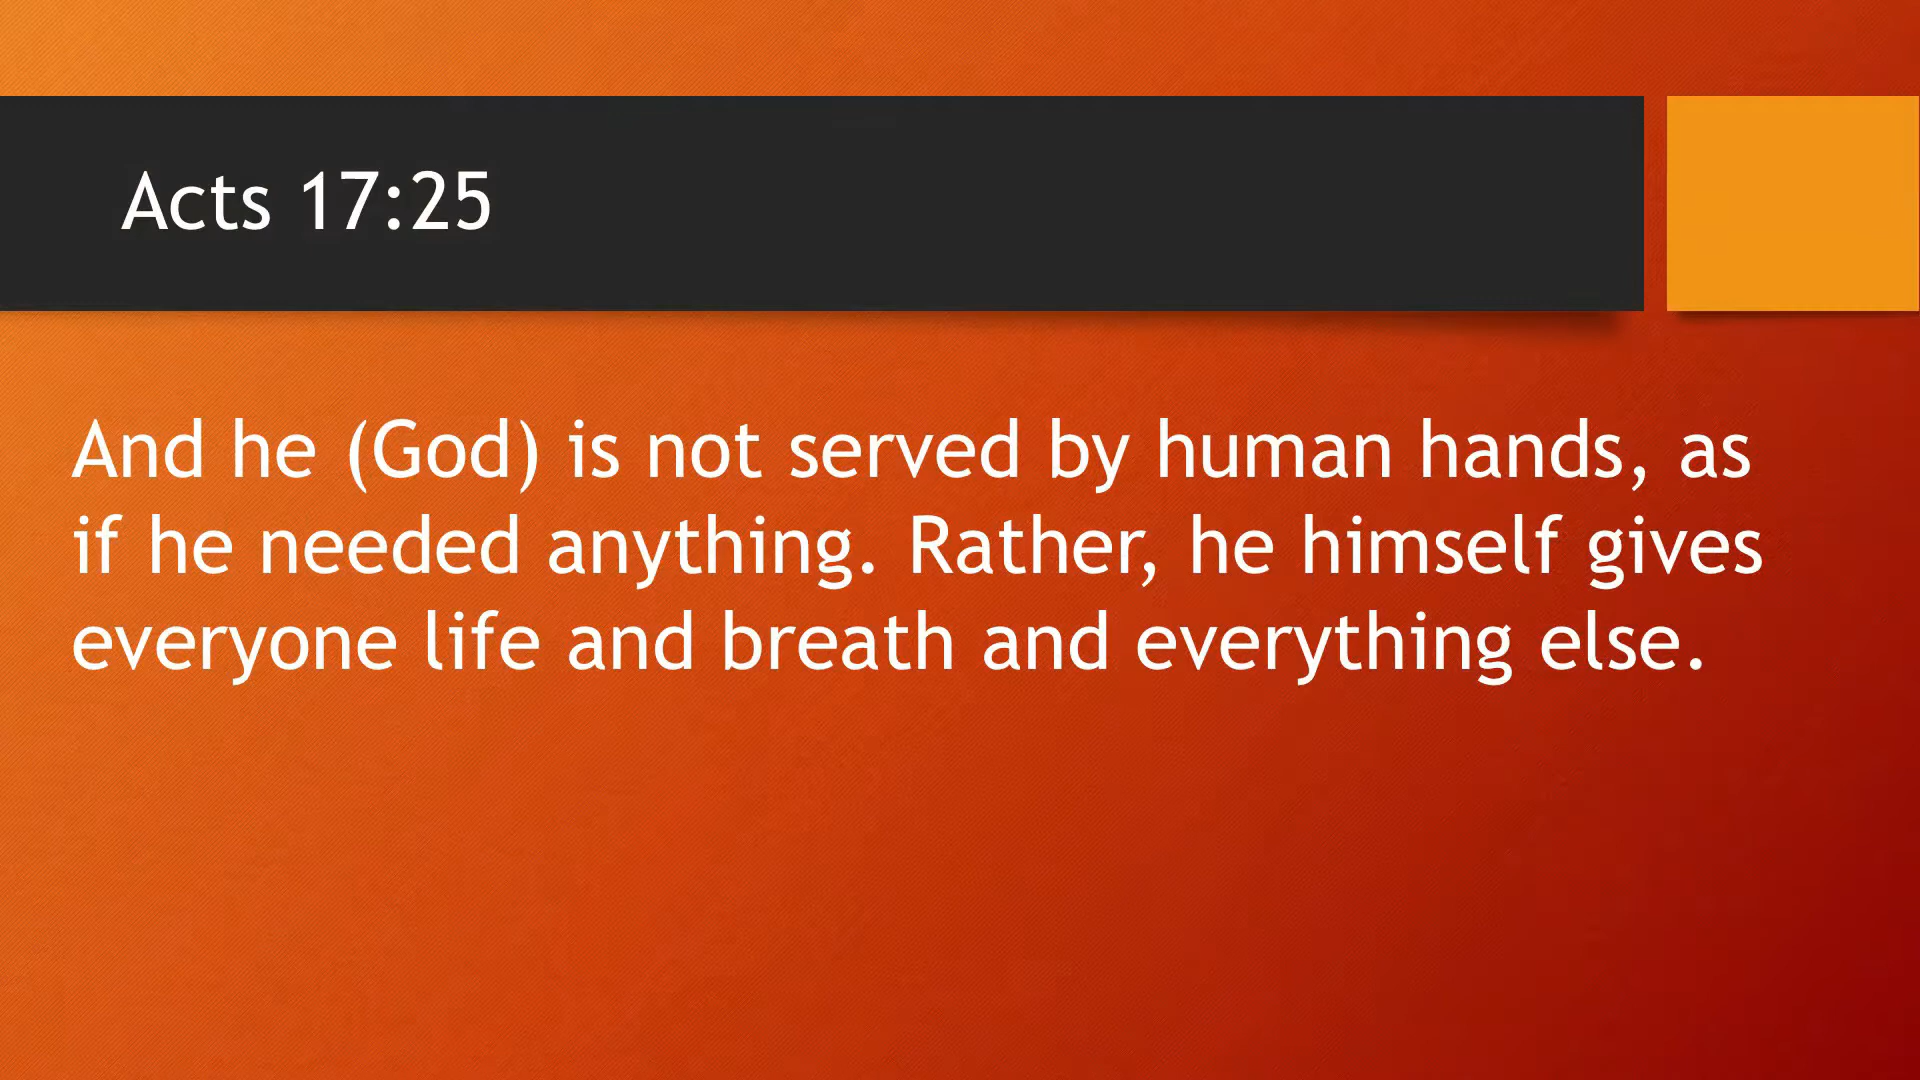 Acts 17:25
And he (God) is not served by human hands, as
if he needed anything. Rather, he himself gives
everyone life and breath and everything else.